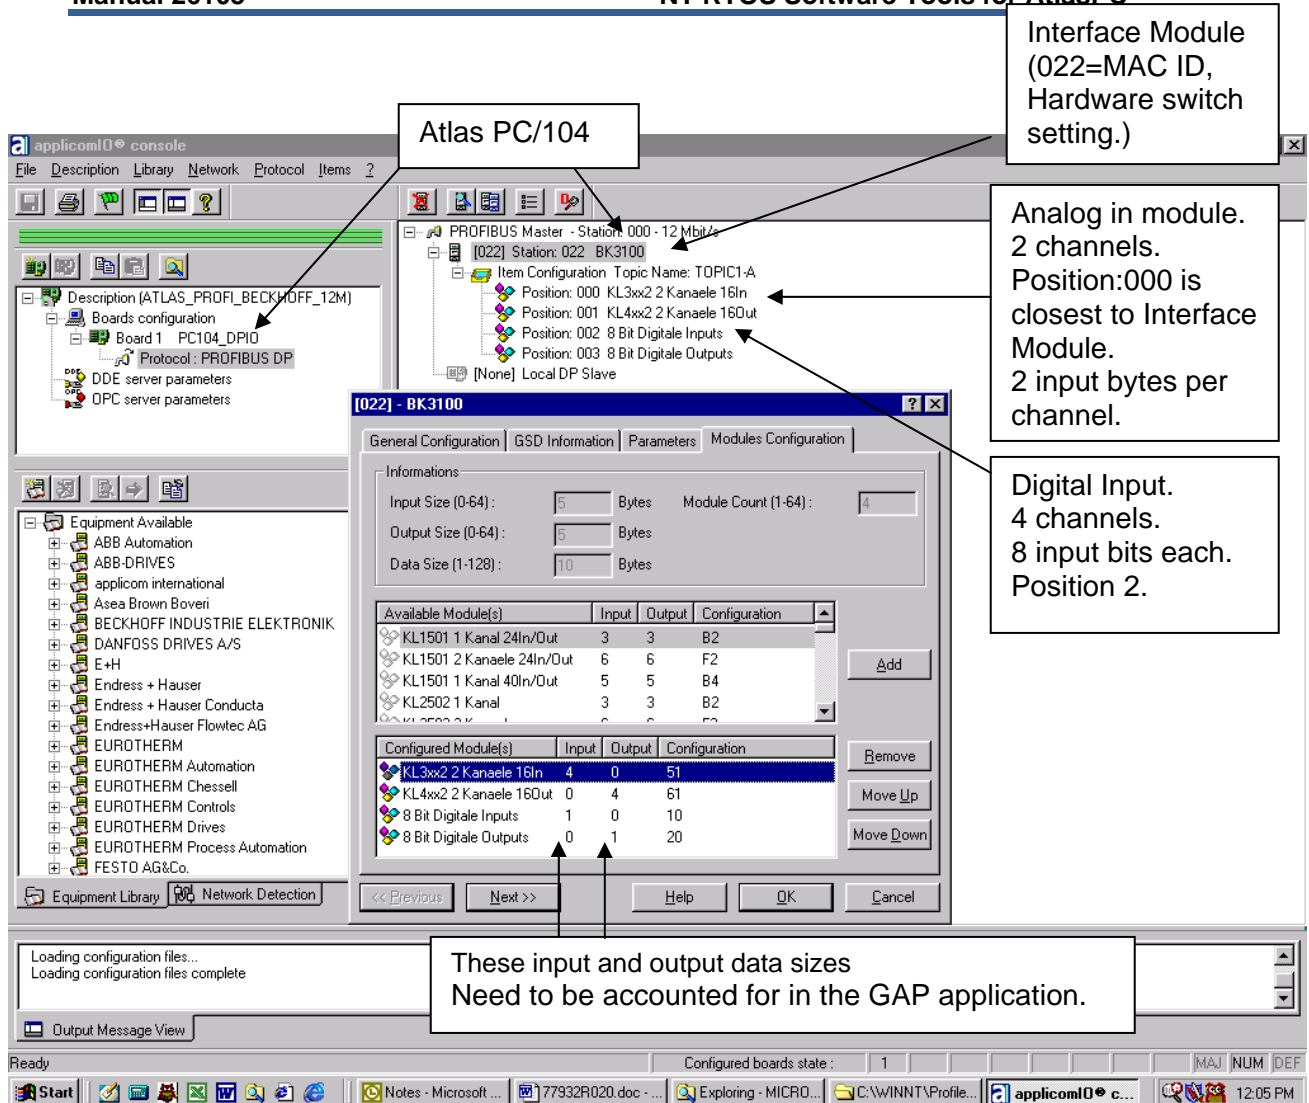 Manual 26103 NT RTOS Software Tools for AtlasPC
Interface Module
(022=MAC ID,
Hardware switch
setting.)
Atlas PC/104
applicomIO® console
File Description Library Network Protocol Items ?
PROFIBUS Master - Station: 000 - 12 Mbit/s
[022] Station: 022 BK3100
Item Configuration Topic Name: TOPIC1-A
Position: 000 KL3xx2 2 Kanaele 16In
Position: 001 KL4xx2 2 Kanaele 16Out
Position: 002 8 Bit Digitale Inputs
Position: 003 8 Bit Digitale Outputs
[None] Local DP Slave
Description (ATLAS_PROFI_BECKHOFF_12M)
Boards configuration
Board 1 PC104_DPIO
Protocol : PROFIBUS DP
DDE server parameters
OPC server parameters
Analog in module.
2 channels.
Position:000 is
closest to Interface
Module.
2 input bytes per
channel.
Digital Input.
4 channels.
8 input bits each.
Position 2.
[022] - BK3100
General Configuration GSD Information Parameters Modules Configuration
Informations
Input Size (0-64) : 5 Bytes Module Count (1-64) : 4
Output Size (0-64) : 5 Bytes
Data Size (1-128) : 10 Bytes
Available Module(s) Input Output Configuration
KL1501 1 Kanal 24In/Out 3 3 B2
KL1501 2 Kanaele 24In/Out 6 6 F2
KL1501 1 Kanal 40In/Out 5 5 B4
KL2502 1 Kanal 3 3 B2
Add
Configured Module(s) Input Output Configuration
KL3xx2 2 Kanaele 16In 4 0 51
KL4xx2 2 Kanaele 16Out 0 4 61
8 Bit Digitale Inputs 1 0 10
8 Bit Digitale Outputs 0 1 20
Remove
Move Up
Move Down
<< Previous Next >> Help OK Cancel
Equipment Available
ABB Automation
ABB-DRIVES
applicom international
Asea Brown Boveri
BECKHOFF INDUSTRIE ELEKTRONIK
DANFOSS DRIVES A/S
E+H
Endress + Hauser
Endress + Hauser Conducta
Endress+Hauser Flowtec AG
EUROTHERM
EUROTHERM Automation
EUROTHERM Chessell
EUROTHERM Controls
EUROTHERM Drives
EUROTHERM Process Automation
FESTO AG&Co.
Equipment Library Network Detection
These input and output data sizes
Need to be accounted for in the GAP application.
Loading configuration files...
Loading configuration files complete
Output Message View
Ready Configured boards state : 1 MAJ NUM DEF
Start Notes - Microsoft ... 77932R020.doc - ... Exploring - MICRO... C:\WINNT\Profile... applicomIO® c... 12:05 PM